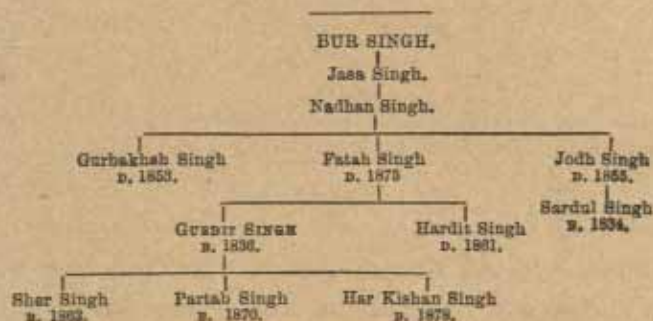 BUR SINGH.
Jasa Singh.
Nadhan Singh.
Gurbakhsh Singh Fatah Singh Jodh Singh
D. 1853. D. 1875 D. 1855.
Sardul Singh
B. 1834.
GURDIT SINGH Hardit Singh
B. 1836. D. 1861.
Sher Singh Partab Singh Har Kishan Singh
B. 1862. B. 1870. D. 1878.